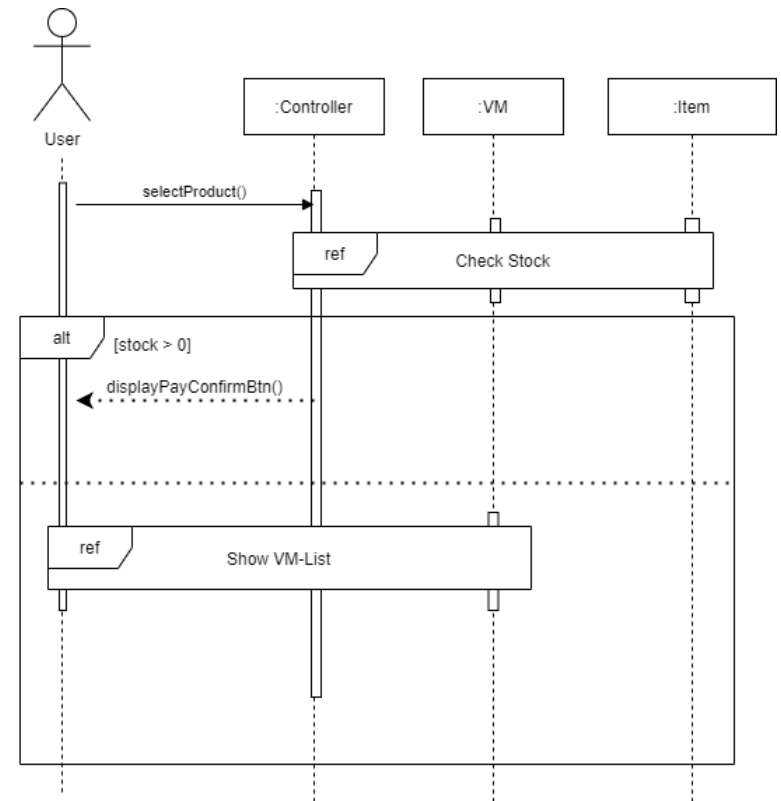 User
:Controller
:VM
:Item
selectProduct()
ref
Check Stock
alt
[stock > 0]
displayPayConfirmBtn()
ref
Show VM-List